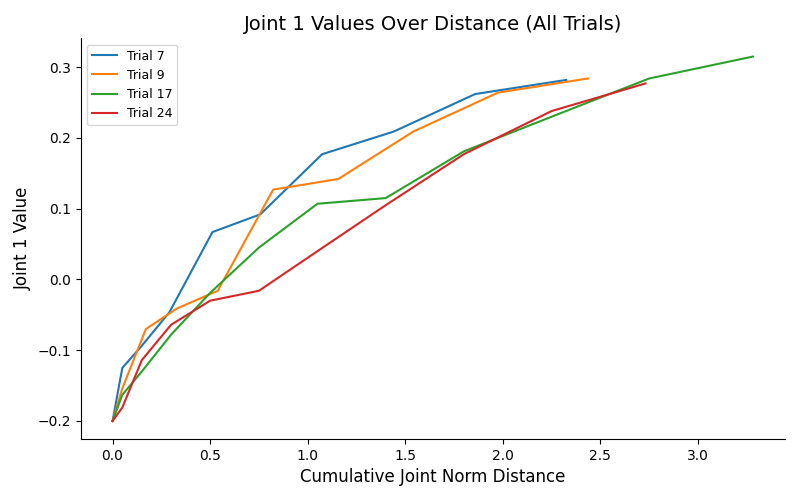 Joint 1 Values Over Distance (All Trials)
Trial 7
Trial 9
Trial 17
Trial 24
Joint 1 Value
0.3
0.2
0.1
0.0
−0.1
−0.2
0.0 0.5 1.0 1.5 2.0 2.5 3.0
Cumulative Joint Norm Distance